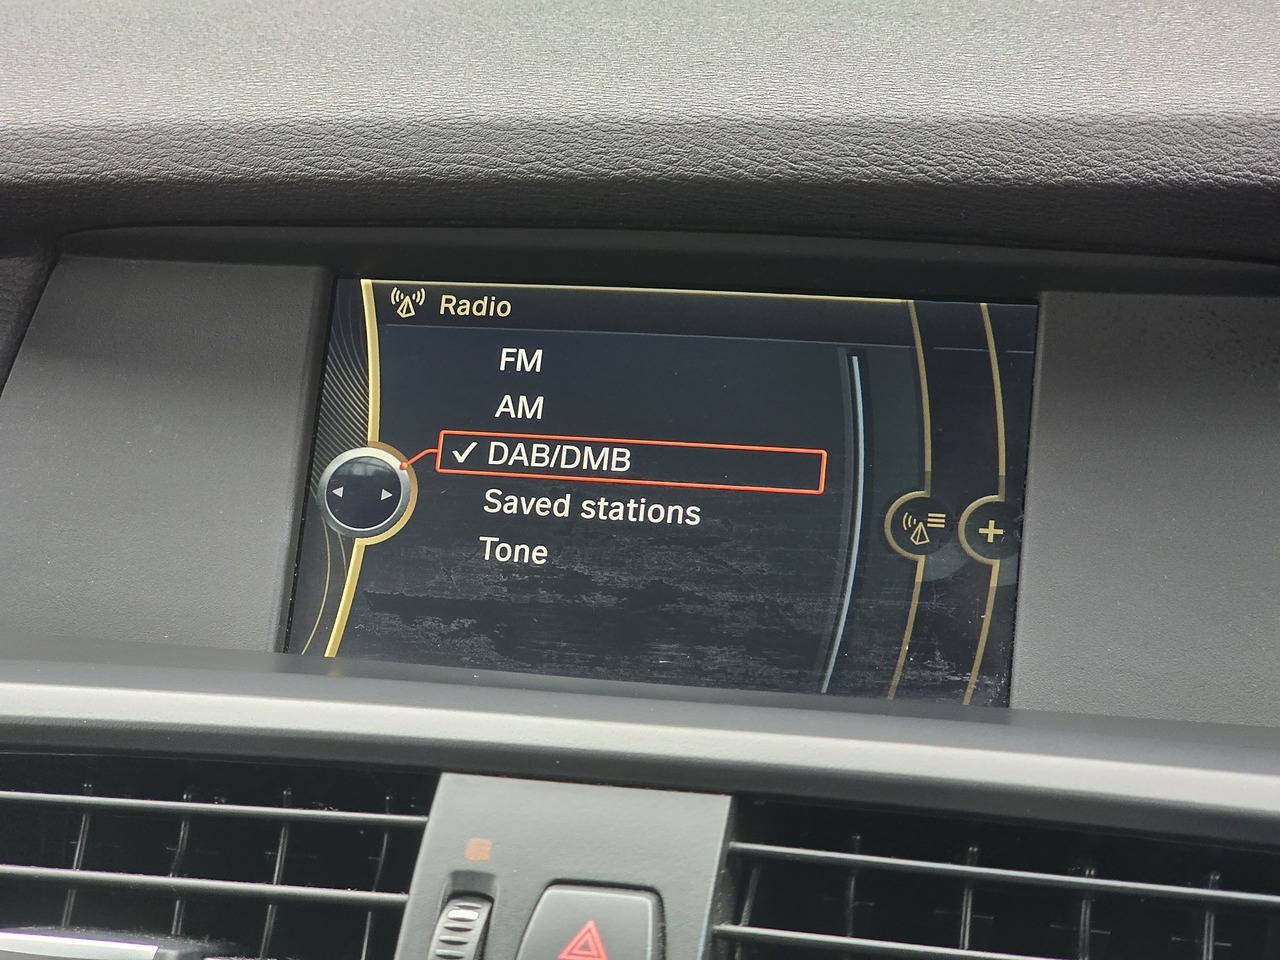 Radio
FM
AM
✓ DAB/DMB
Saved stations
Tone